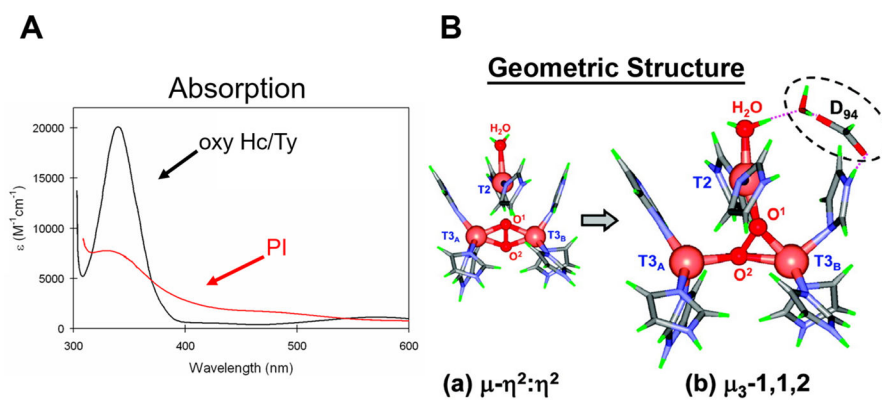 A
Absorption
20000
15000
10000
5000
0
ε (M⁻¹cm⁻¹)
oxy Hc/Ty
PI
300
400
500
600
Wavelength (nm)
B
Geometric Structure
H₂O
T2
O¹
T3A
T3B
O²
(a) μ-η²:η²
H₂O
D₉₄
T2
O¹
T3A
T3B
O²
(b) μ₃-1,1,2